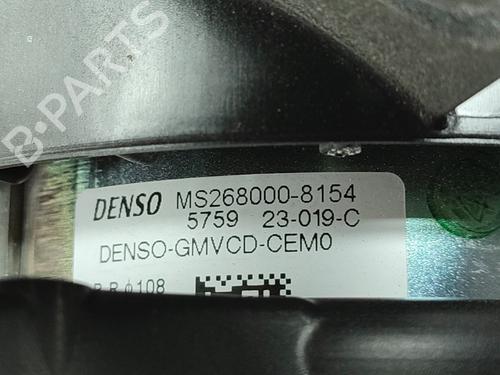 B-PARTS
DENSO MS268000-8154
5759 23-019-C
DENSO-GMVCD-CEM0